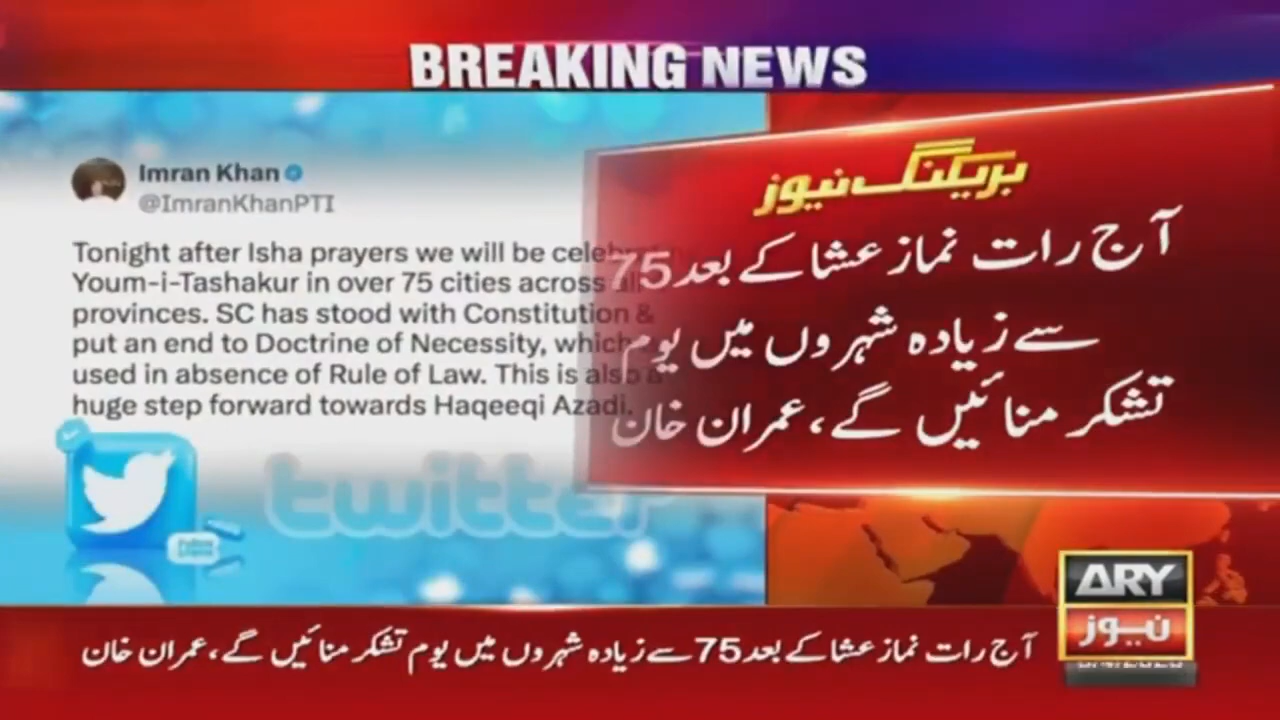 BREAKING NEWS
Imran Khan
@ImranKhanPTI
Tonight after Isha prayers we will be
Youm-i-Tashakur in over 75 cities across all
provinces. SC has stood with Constitution &
put an end to Doctrine of Necessity, which
used in absence of Rule of Law. This is also a
huge step forward towards Haqeeqi Azadi.
twitter
بریکنگ نیوز
آج رات نماز عشا کے بعد 75
سے زیادہ شہروں میں یوم
تشکر منائیں گے، عمران خان
ARY
نیوز
آج رات نماز عشا کے بعد 75 سے زیادہ شہروں میں یوم تشکر منائیں گے، عمران خان